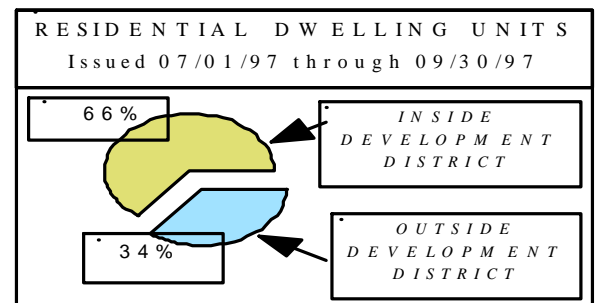 RESIDENTIAL DWELLING UNITS
Issued 07/01/97 through 09/30/97
66%
INSIDE
DEVELOPMENT
DISTRICT
34%
OUTSIDE
DEVELOPMENT
DISTRICT